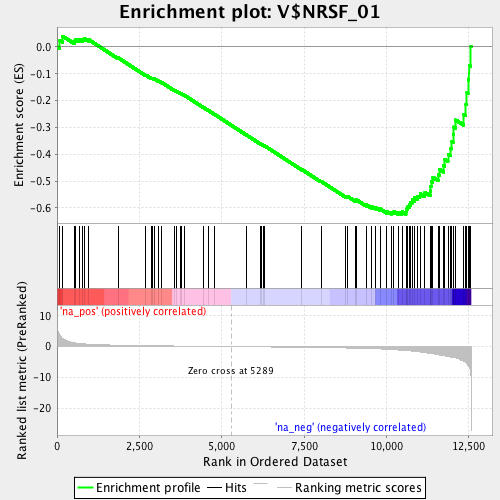 Enrichment plot: V$NRSF_01
Enrichment score (ES)
0.0
-0.1
-0.2
-0.3
-0.4
-0.5
-0.6
'na_pos' (positively correlated)
Ranked list metric (PreRanked)
10
0
-10
-20
Zero cross at 5289
'na_neg' (negatively correlated)
0
2,500
5,000
7,500
10,000
12,500
Rank in Ordered Dataset
Enrichment profile
Hits
Ranking metric scores